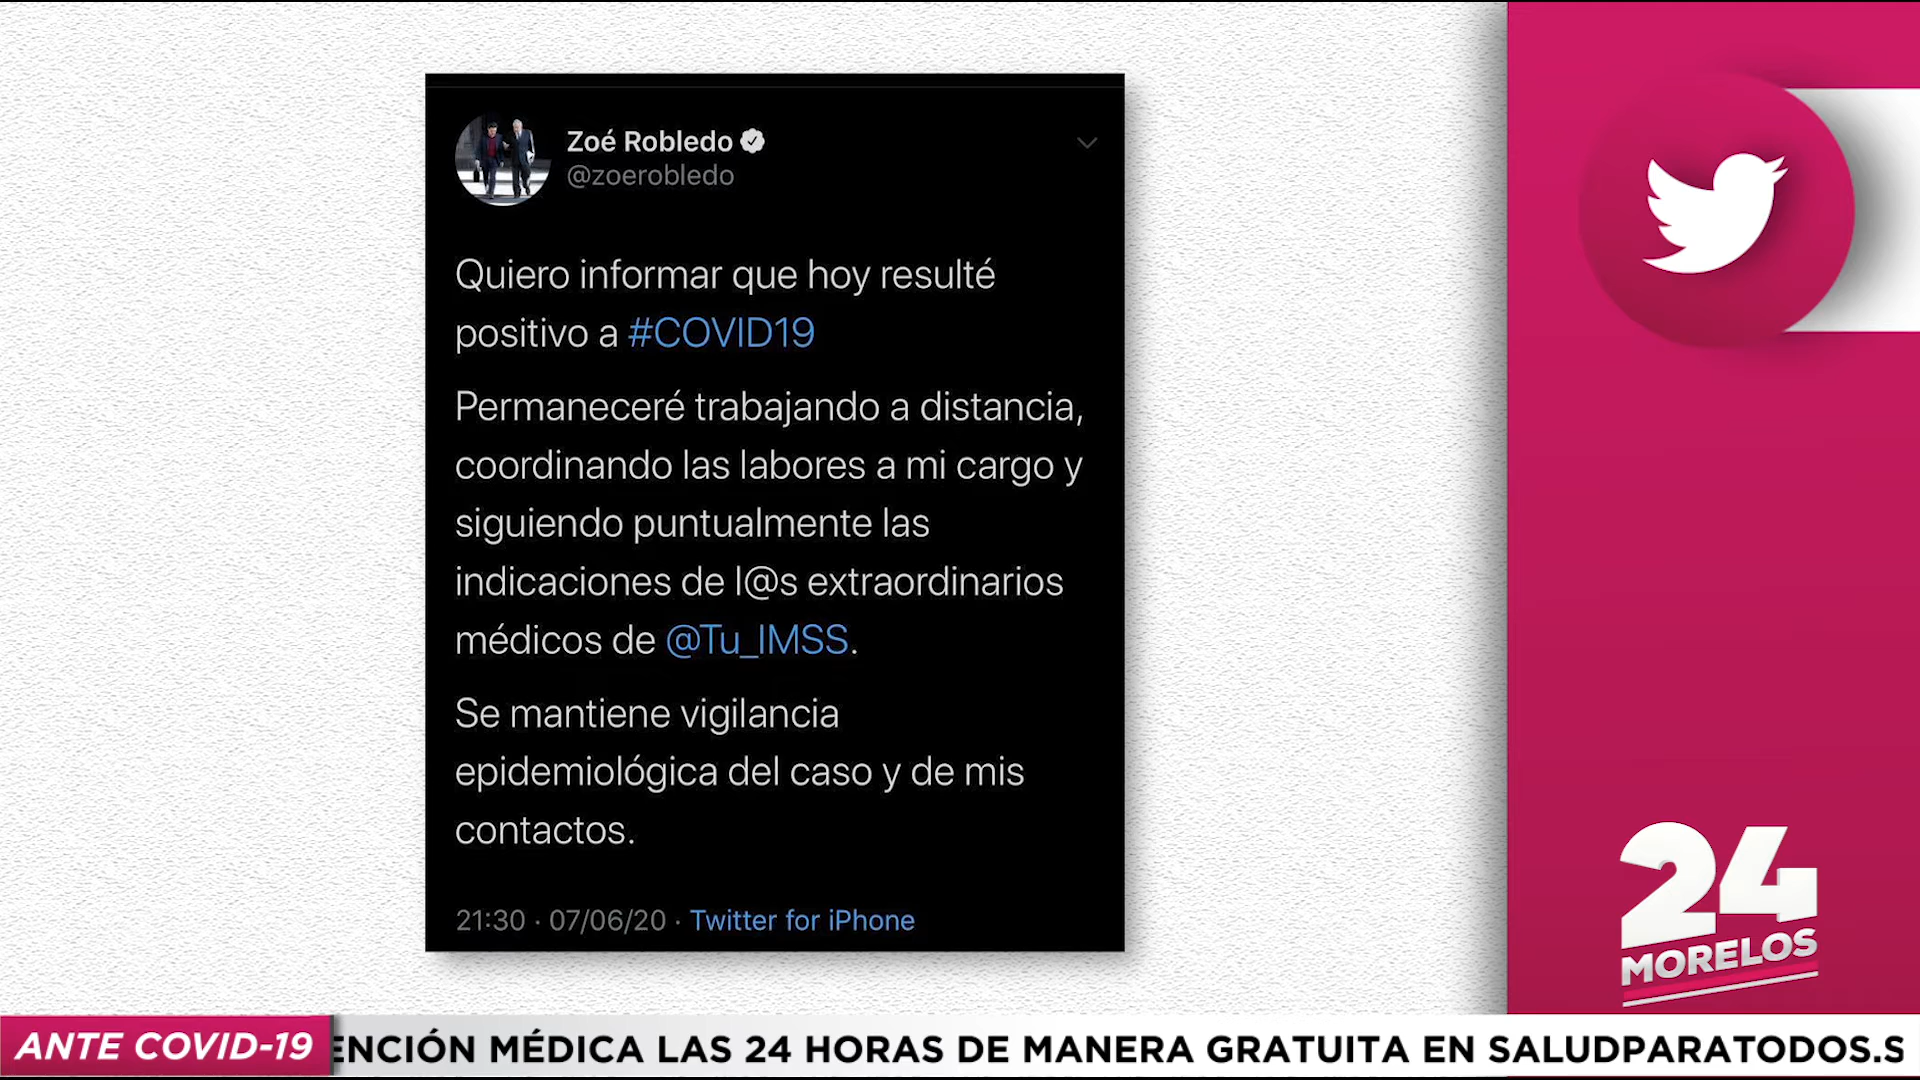 Zoé Robledo
@zoerobledo
Quiero informar que hoy resulté
positivo a #COVID19
Permaneceré trabajando a distancia,
coordinando las labores a mi cargo y
siguiendo puntualmente las
indicaciones de l@s extraordinarios
médicos de @Tu_IMSS.
Se mantiene vigilancia
epidemiológica del caso y de mis
contactos.
21:30 · 07/06/20 · Twitter for iPhone
24
MORELOS
ANTE COVID-19
ENCIÓN MÉDICA LAS 24 HORAS DE MANERA GRATUITA EN SALUDPARATODOS.S